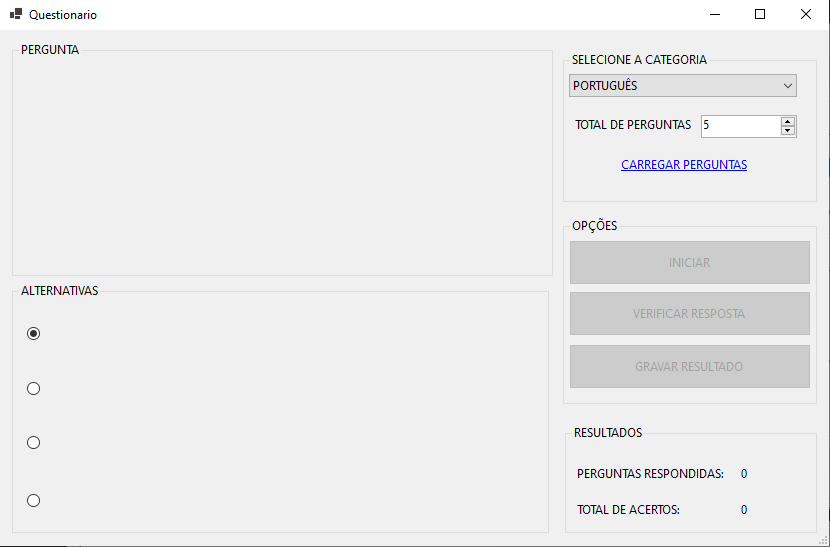 Questionario
PERGUNTA
SELECIONE A CATEGORIA
PORTUGUÊS
TOTAL DE PERGUNTAS 5
CARREGAR PERGUNTAS
OPÇÕES
INICIAR
VERIFICAR RESPOSTA
GRAVAR RESULTADO
ALTERNATIVAS
RESULTADOS
PERGUNTAS RESPONDIDAS: 0
TOTAL DE ACERTOS: 0